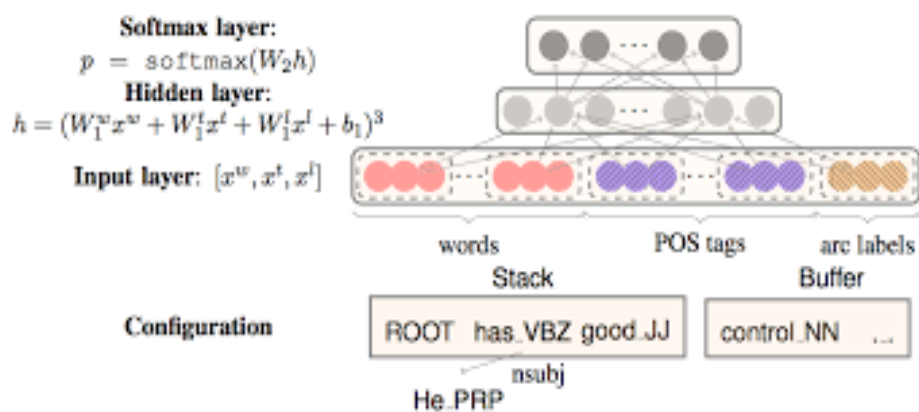 Softmax layer:
p = softmax(W₂h)
Hidden layer:
h = (W₁ʷxʷ + W₁ᵗxᵗ + W₁ˡxˡ + b₁)³
Input layer: [xʷ, xᵗ, xˡ]
... ... ...
words POS tags arc labels
Stack Buffer
Configuration
ROOT has_VBZ good_JJ control_NN ._.
nsubj
He_PRP